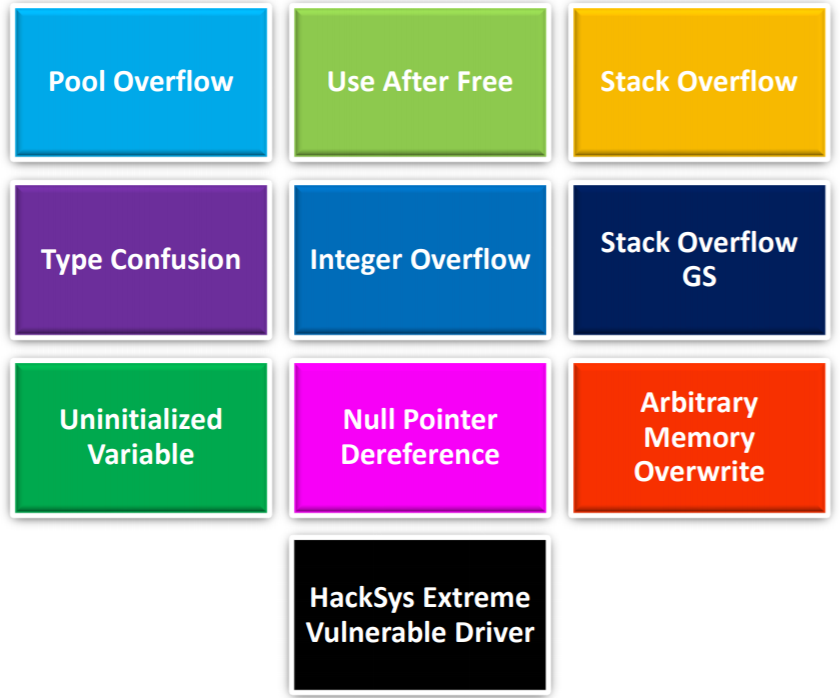 Pool Overflow
Use After Free
Stack Overflow
Type Confusion
Integer Overflow
Stack Overflow
GS
Uninitialized
Variable
Null Pointer
Dereference
Arbitrary
Memory
Overwrite
HackSys Extreme
Vulnerable Driver